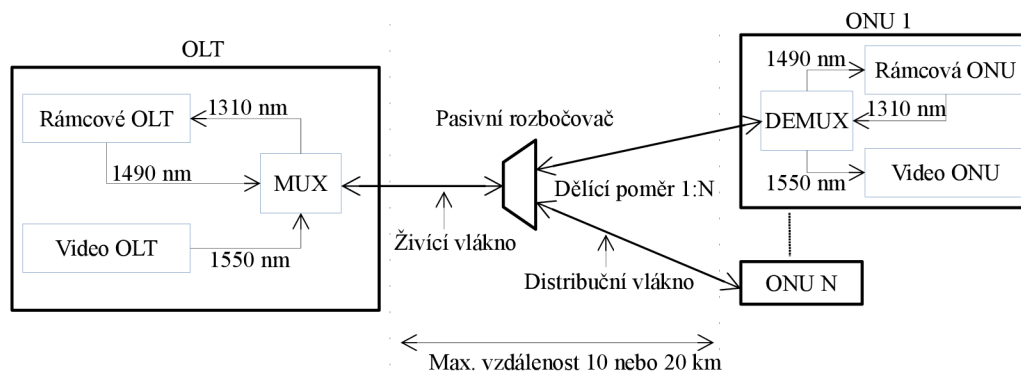 OLT
Rámcové OLT
1310 nm
1490 nm
MUX
Video OLT
1550 nm
Pasivní rozbočovač
Dělící poměr 1:N
Živící vlákno
Distribuční vlákno
Max. vzdálenost 10 nebo 20 km
ONU 1
1490 nm
Rámcová ONU
1310 nm
DEMUX
1550 nm
Video ONU
ONU N